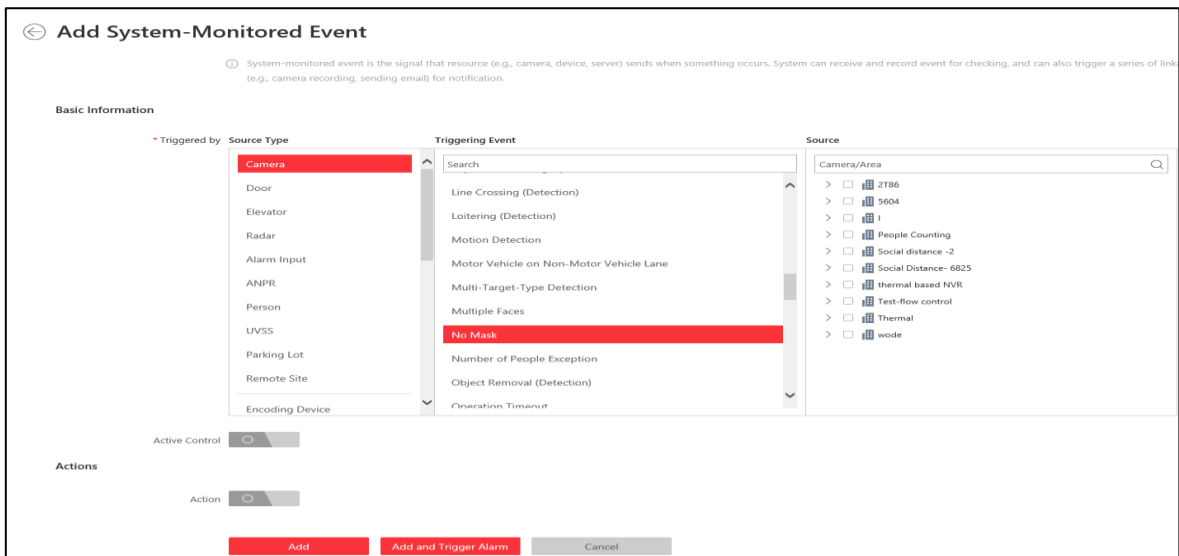 Add System-Monitored Event
System-monitored event is the signal that resource (e.g., camera, device, server) sends when something occurs. System can receive and record event for checking, and can also trigger a series of
(e.g., camera recording, sending email) for notification.
Basic Information
* Triggered by Source Type Triggering Event Source
Camera
Door
Elevator
Radar
Alarm Input
ANPR
Person
UVSS
Parking Lot
Remote Site
Encoding Device
Search
Line Crossing (Detection)
Loitering (Detection)
Motion Detection
Motor Vehicle on Non-Motor Vehicle Lane
Multi-Target-Type Detection
Multiple Faces
No Mask
Number of People Exception
Object Removal (Detection)
Operation Timeout
Camera/Area
2T86
5604
I
People Counting
Social distance -2
Social Distance- 6825
thermal based NVR
Test-flow control
Thermal
wode
Active Control
Actions
Action
Add Add and Trigger Alarm Cancel